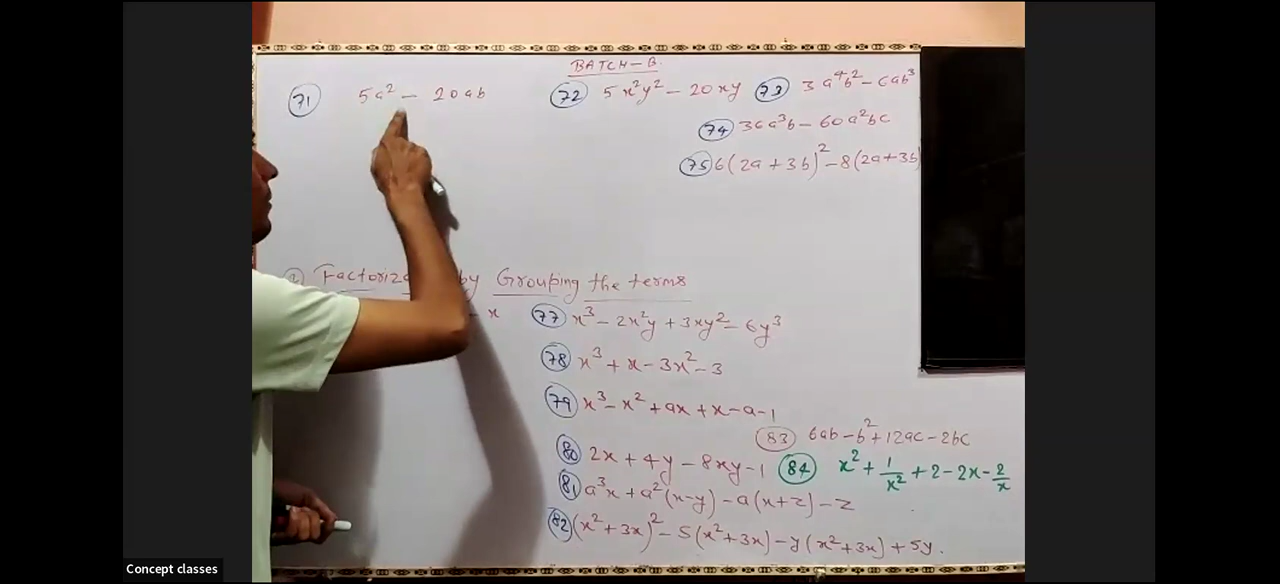 BATCH-B
71 5a² - 20ab
72 5x²y² - 20xy
73 3a⁴b² - 6ab³
74 36a³b - 60a²bc
75 6(2a+3b)² - 8(2a+3b)
by Grouping the terms
- x
77 x³ - 2x²y + 3xy² - 6y³
78 x³ + x - 3x² - 3
79 x³ - x² + ax + x - a - 1
83 6ab - b² + 12ac - 2bc
80 2x + 4y - 8xy - 1
84 x² + 1/x² + 2 - 2x - 2/x
81 a³x + a²(x-y) - a(x+z) - z
82 (x²+3x)² - 5(x²+3x) - y(x²+3x) + 5y.
Concept classes